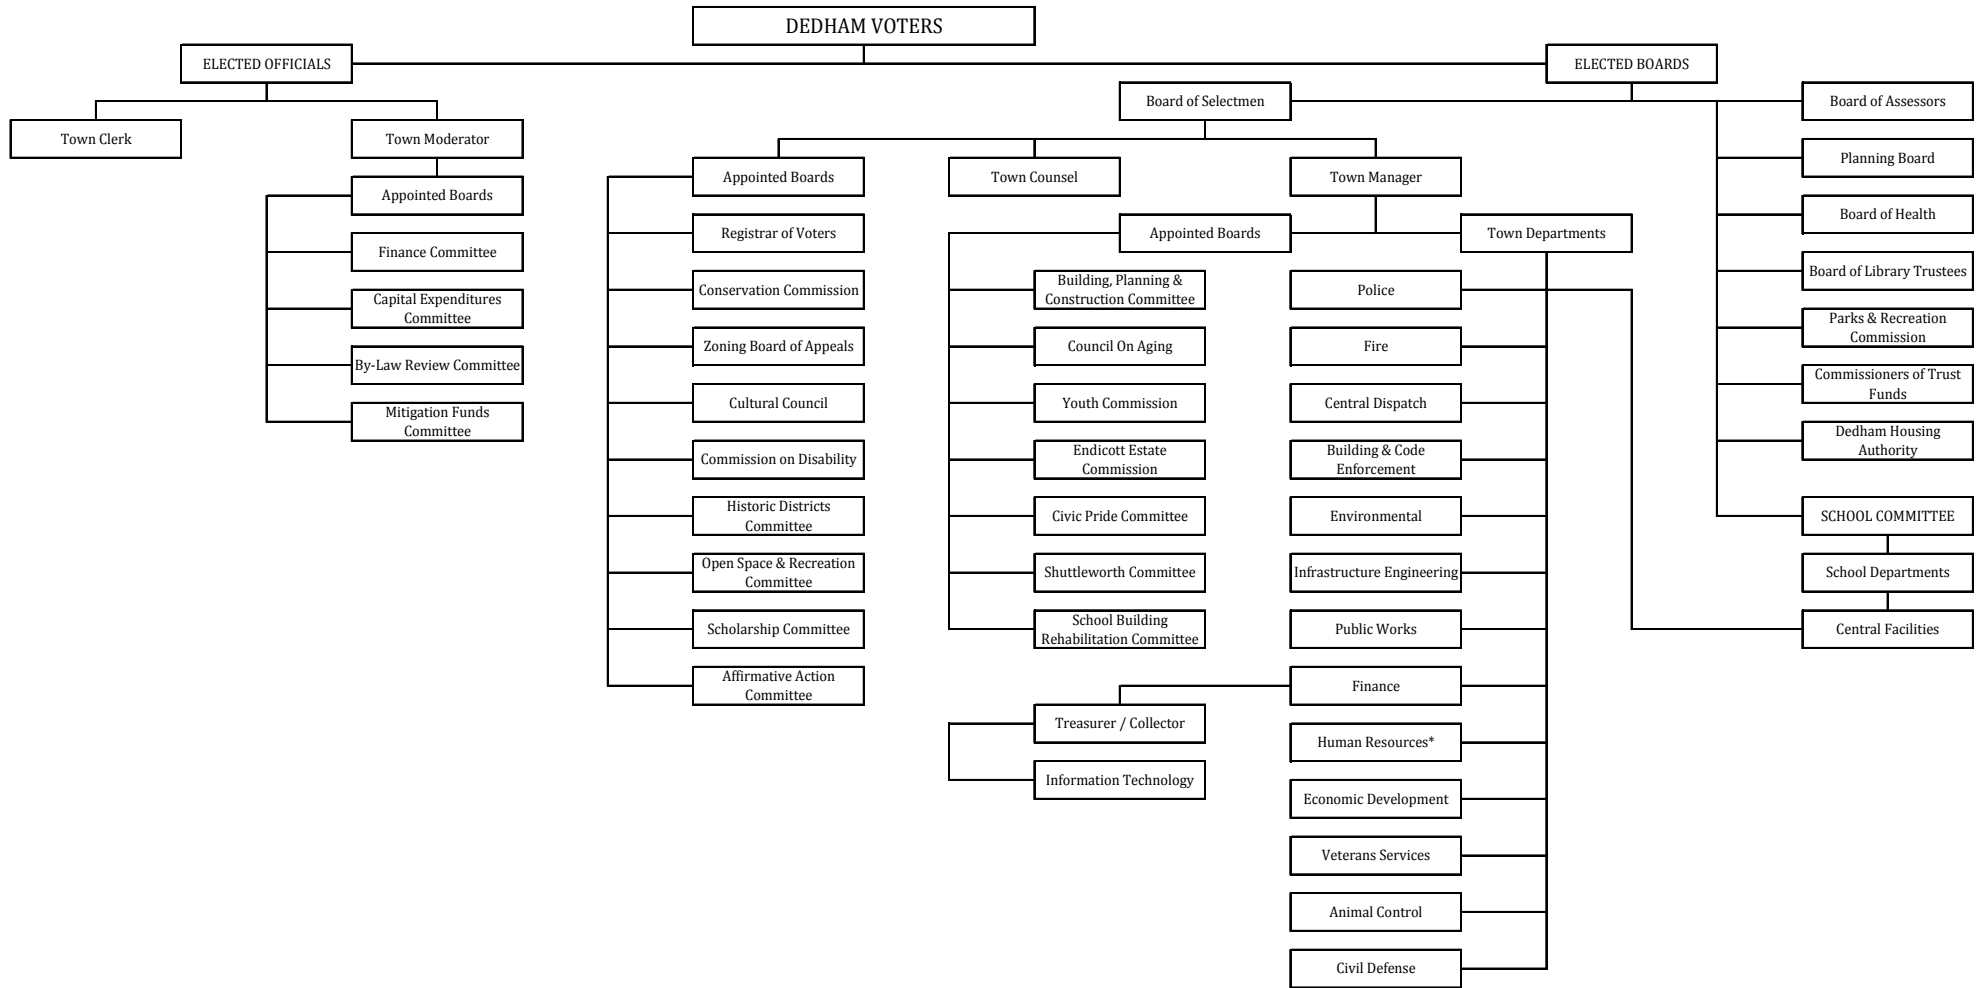 DEDHAM VOTERS
ELECTED OFFICIALS
ELECTED BOARDS
Board of Selectmen
Board of Assessors
Town Clerk
Town Moderator
Planning Board
Appointed Boards
Town Counsel
Town Manager
Appointed Boards
Board of Health
Registrar of Voters
Appointed Boards
Town Departments
Finance Committee
Board of Library Trustees
Conservation Commission
Building, Planning &
Construction Committee
Police
Capital Expenditures
Committee
Parks & Recreation
Commission
Zoning Board of Appeals
Council On Aging
Fire
By-Law Review Committee
Commissioners of Trust
Funds
Cultural Council
Youth Commission
Central Dispatch
Mitigation Funds
Committee
Dedham Housing
Authority
Commission on Disability
Endicott Estate
Commission
Building & Code
Enforcement
Historic Districts
Committee
Civic Pride Committee
Environmental
SCHOOL COMMITTEE
Open Space & Recreation
Committee
Shuttleworth Committee
Infrastructure Engineering
School Departments
Scholarship Committee
School Building
Rehabilitation Committee
Public Works
Central Facilities
Affirmative Action
Committee
Finance
Treasurer / Collector
Human Resources*
Information Technology
Economic Development
Veterans Services
Animal Control
Civil Defense